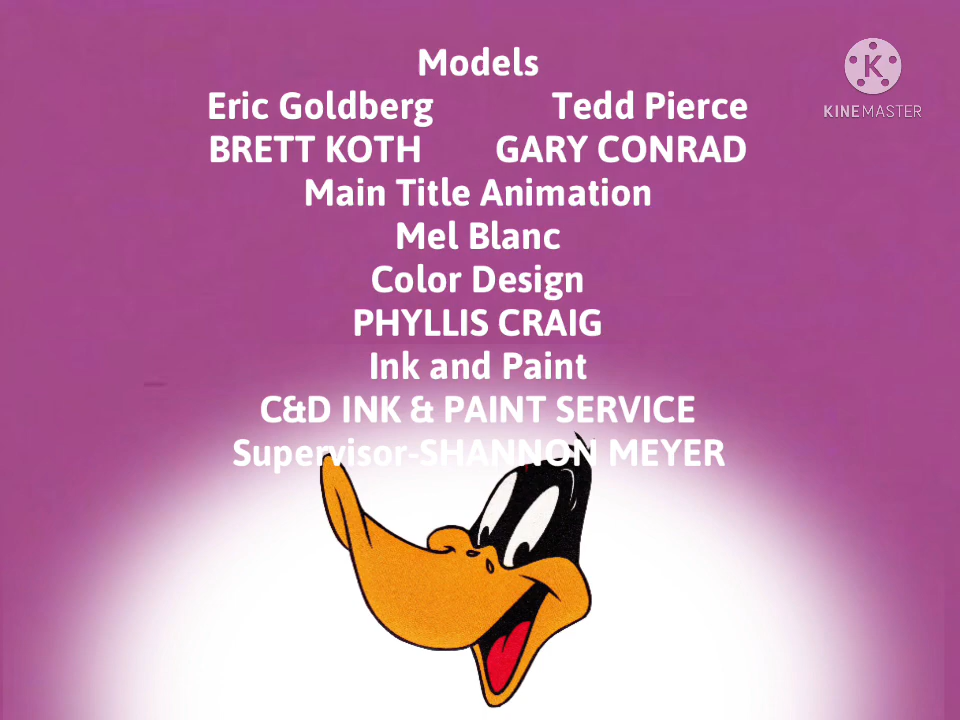 Models
Eric Goldberg Tedd Pierce
BRETT KOTH GARY CONRAD
Main Title Animation
Mel Blanc
Color Design
PHYLLIS CRAIG
Ink and Paint
C&D INK & PAINT SERVICE
Supervisor-SHANNON MEYER
K
KINEMASTER